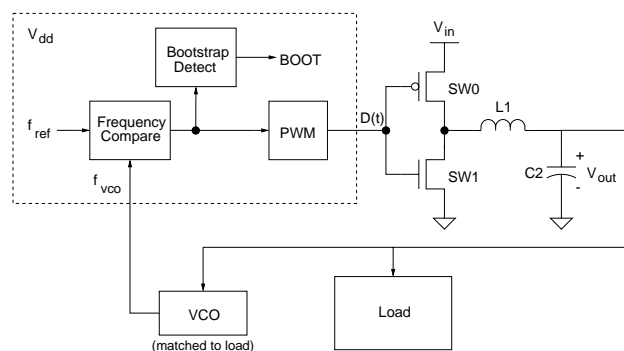 V_dd
Bootstrap
Detect
BOOT
f_ref
Frequency
Compare
PWM
D(t)
f_vco
V_in
SW0
L1
SW1
C2
+
V_out
-
VCO
(matched to load)
Load